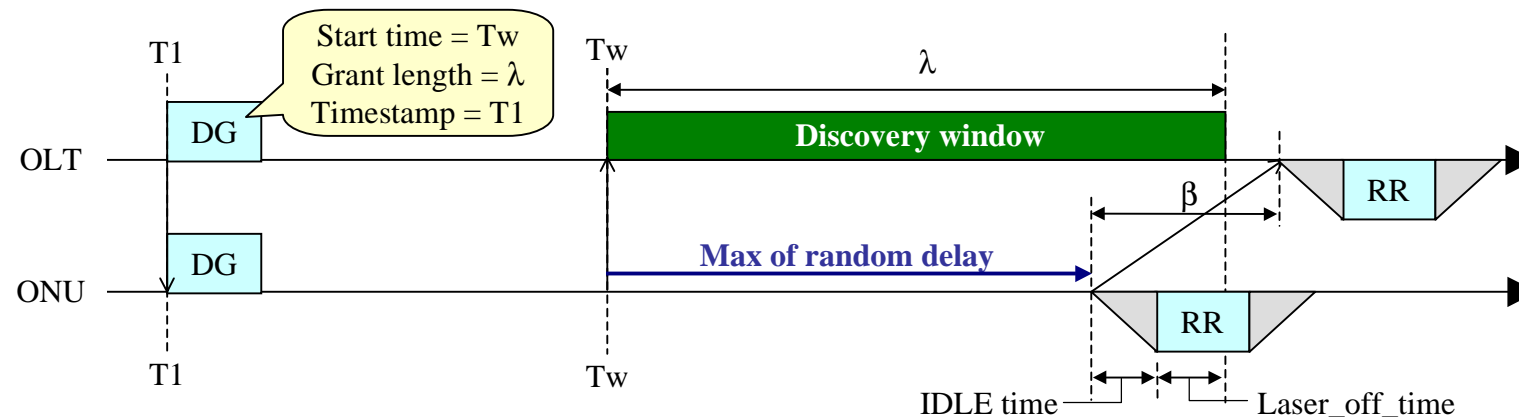 T1
Start time = Tw
Grant length = λ
Timestamp = T1
Tw
λ
DG
Discovery window
OLT
β
RR
DG
Max of random delay
ONU
RR
T1
Tw
IDLE time
Laser_off_time